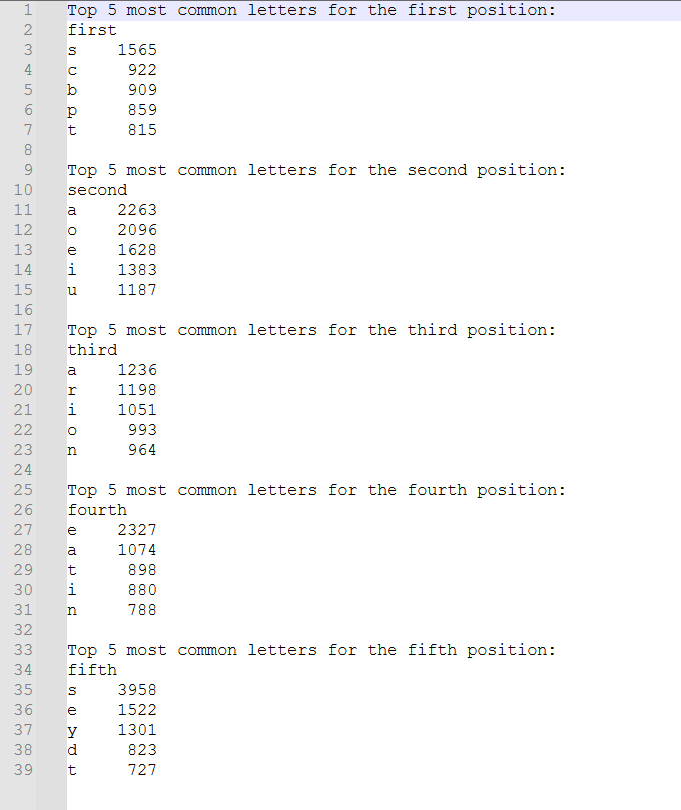 1 Top 5 most common letters for the first position:
2 first
3 s 1565
4 c 922
5 b 909
6 p 859
7 t 815
8
9 Top 5 most common letters for the second position:
10 second
11 a 2263
12 o 2096
13 e 1628
14 i 1383
15 u 1187
16
17 Top 5 most common letters for the third position:
18 third
19 a 1236
20 r 1198
21 i 1051
22 o 993
23 n 964
24
25 Top 5 most common letters for the fourth position:
26 fourth
27 e 2327
28 a 1074
29 t 898
30 i 880
31 n 788
32
33 Top 5 most common letters for the fifth position:
34 fifth
35 s 3958
36 e 1522
37 y 1301
38 d 823
39 t 727